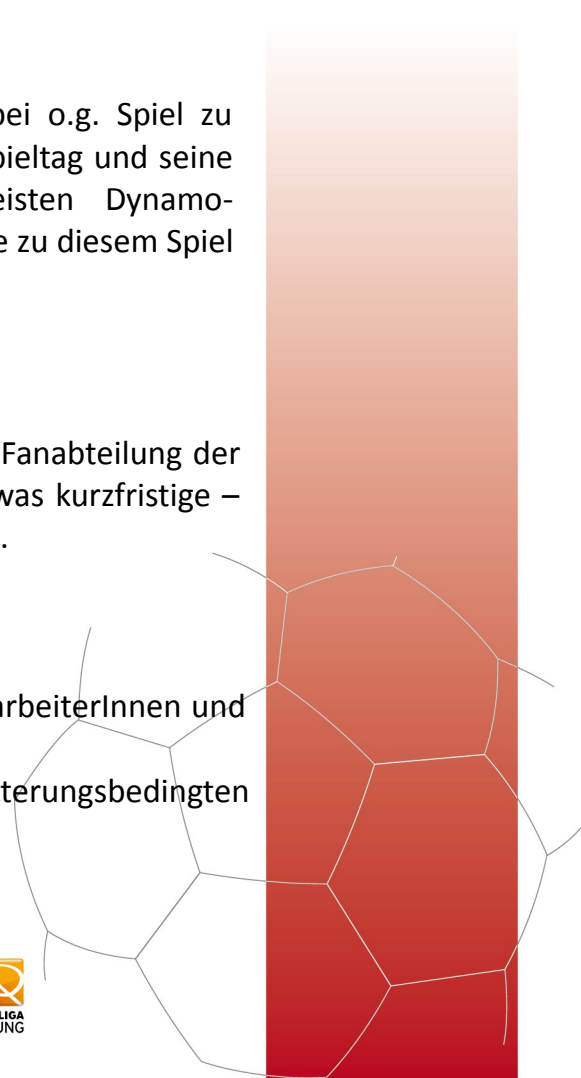 bei o.g. Spiel zu
pieltag und seine
eisten Dynamo-
e zu diesem Spiel
Fanabteilung der
was kurzfristige –
.
arbeiterInnen und
tterungsbedingten
LIGA
UNG